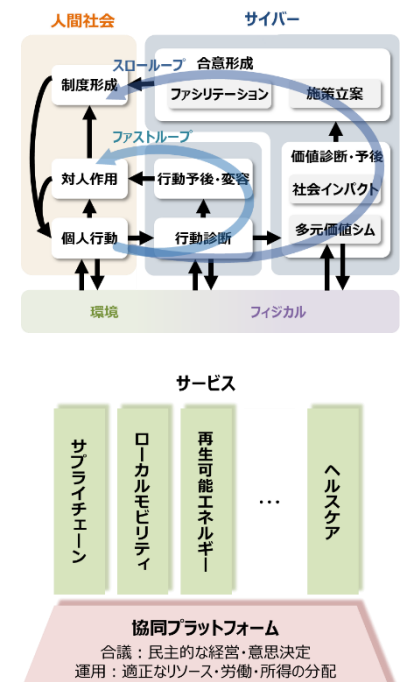 人間社会
サイバー
スローループ
合意形成
制度形成
ファシリテーション
施策立案
ファストループ
価値診断・予後
対人作用
行動予後・変容
社会インパクト
個人行動
行動診断
多元価値シム
環境
フィジカル
サービス
サプライチェーン
ローカルモビリティ
再生可能エネルギー
…
ヘルスケア
協同プラットフォーム
合議：民主的な経営・意思決定
運用：適正なリソース・労働・所得の分配